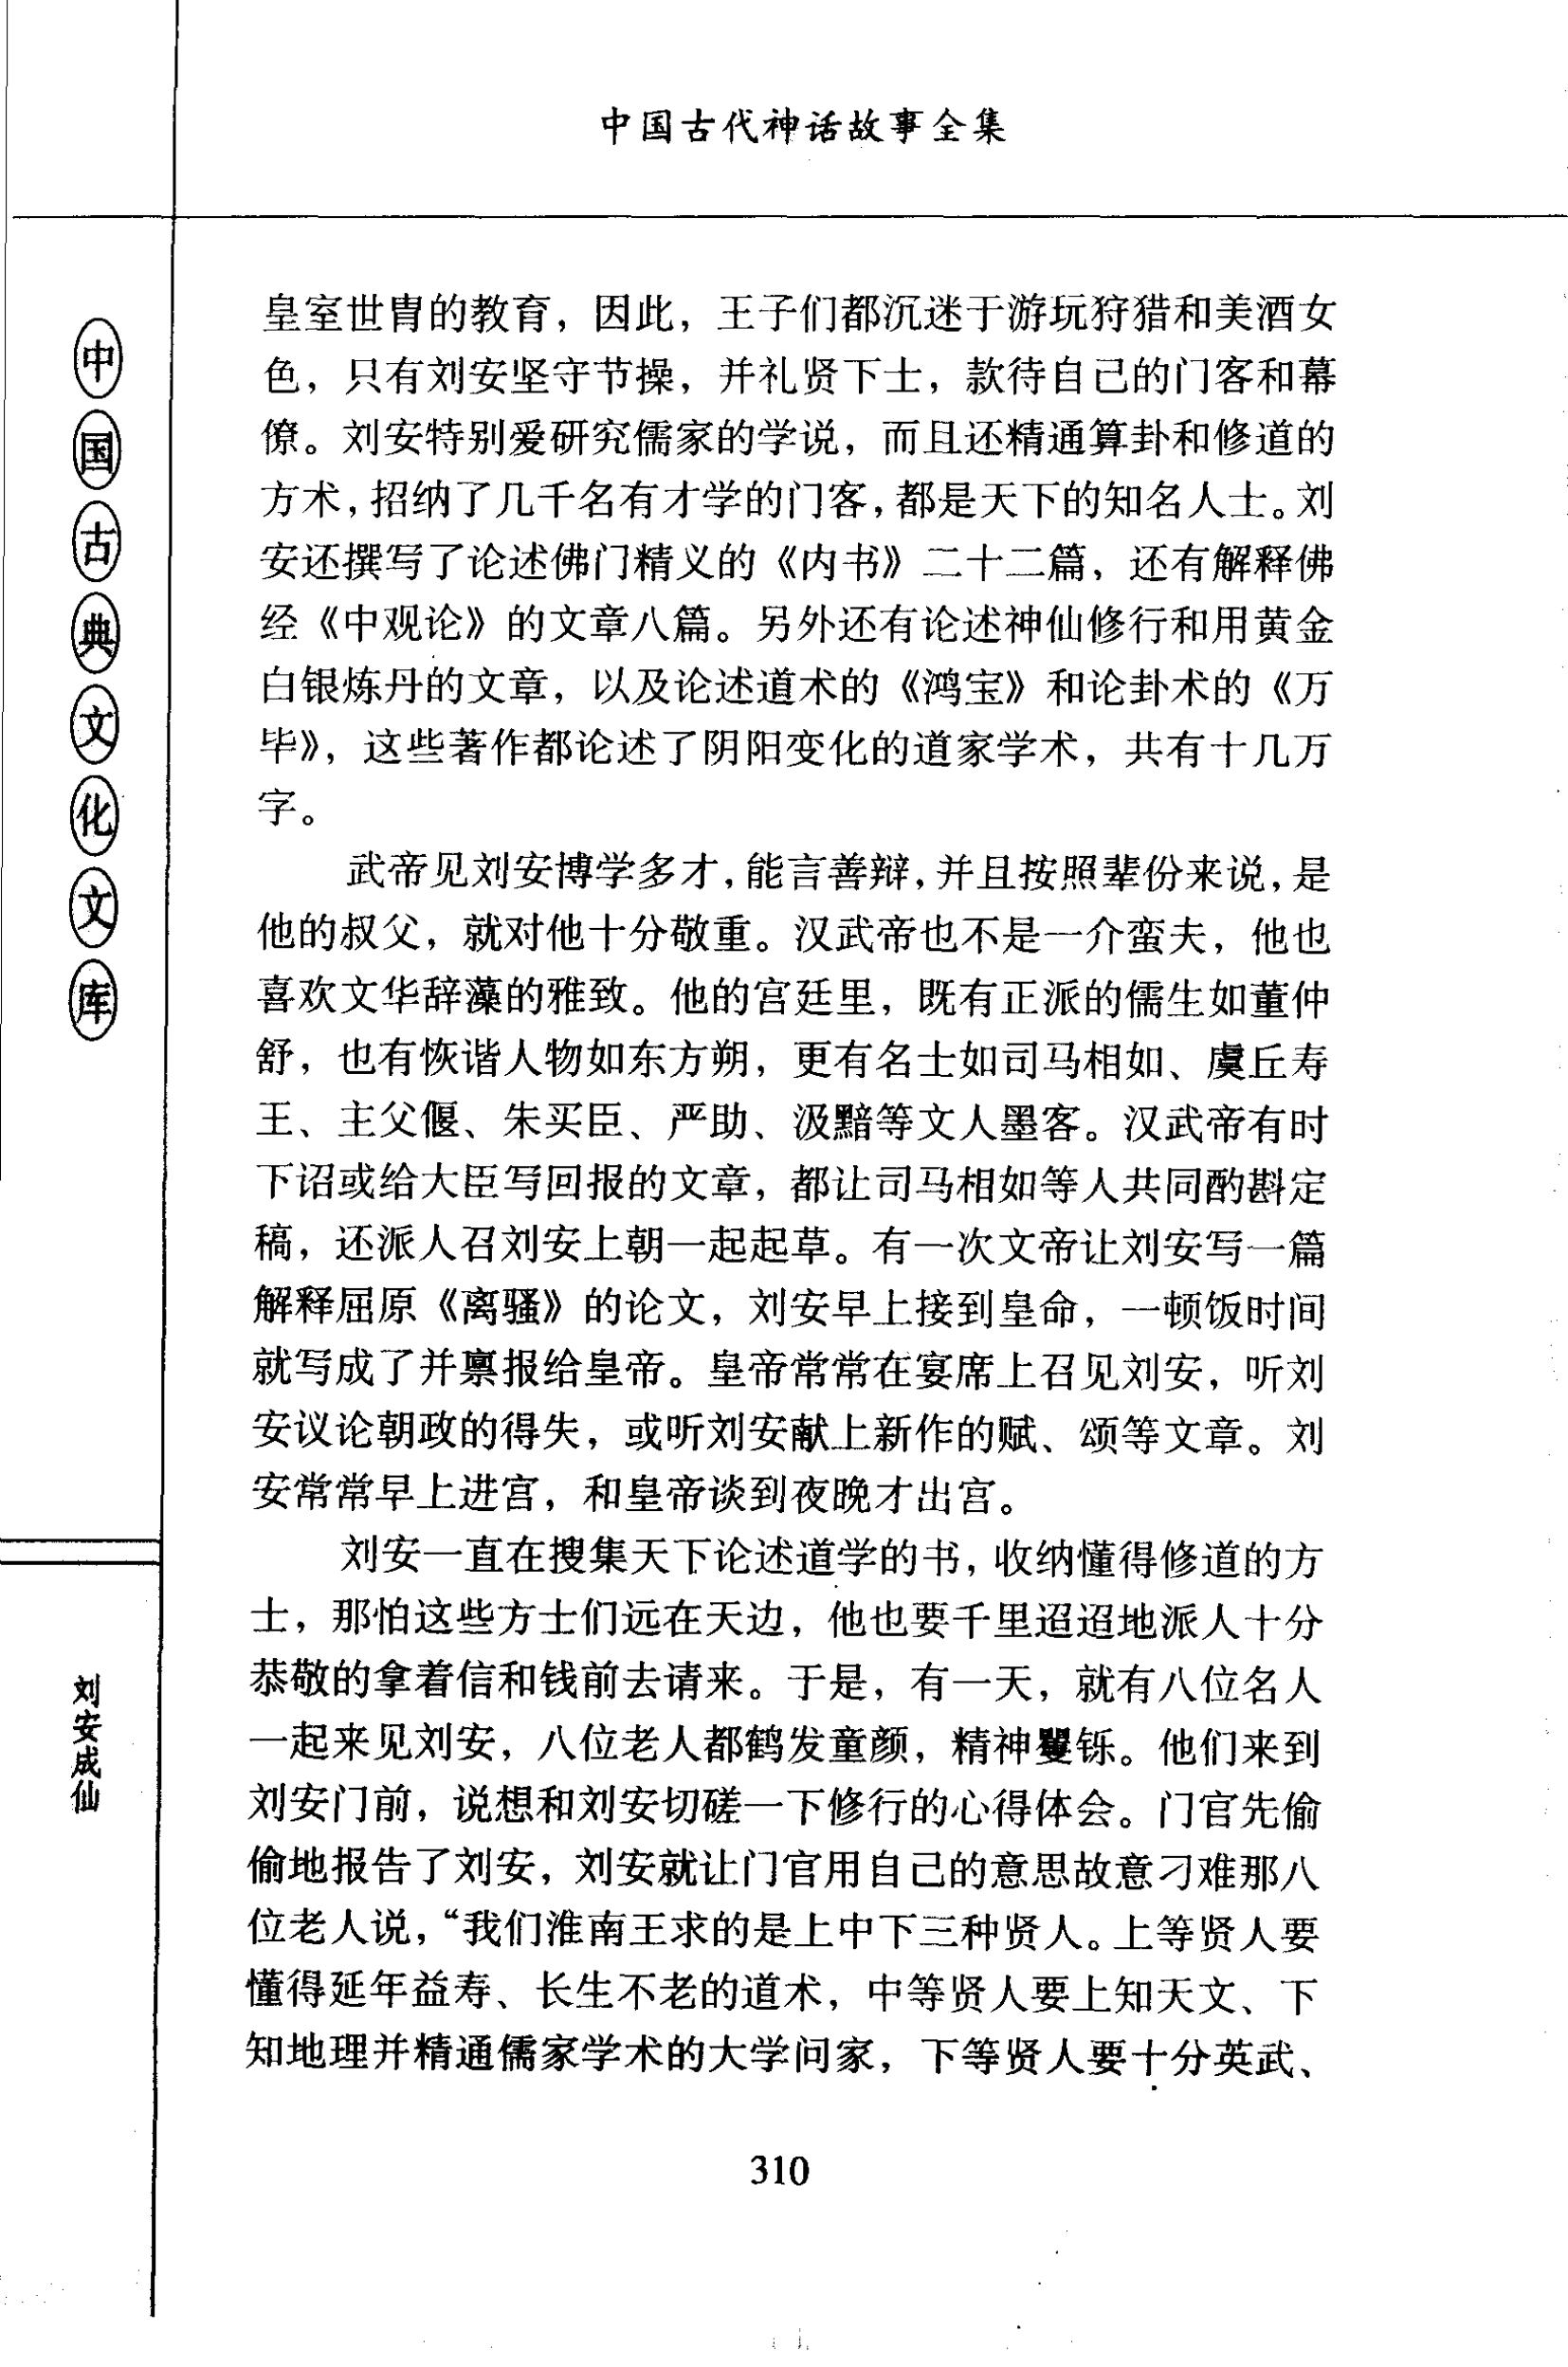 中国古代神话故事全集
中国古典文化文库
刘安成仙
皇室世胄的教育，因此，王子们都沉迷于游玩狩猎和美酒女
色，只有刘安坚守节操，并礼贤下士，款待自己的门客和幕
僚。刘安特别爱研究儒家的学说，而且还精通算卦和修道的
方术，招纳了几千名有才学的门客，都是天下的知名人士。刘
安还撰写了论述佛门精义的《内书》二十二篇，还有解释佛
经《中观论》的文章八篇。另外还有论述神仙修行和用黄金
白银炼丹的文章，以及论述道术的《鸿宝》和论卦术的《万
毕》，这些著作都论述了阴阳变化的道家学术，共有十几万
字。
武帝见刘安博学多才，能言善辩，并且按照辈份来说，是
他的叔父，就对他十分敬重。汉武帝也不是一介蛮夫，他也
喜欢文华辞藻的雅致。他的宫廷里，既有正派的儒生如董仲
舒，也有恢谐人物如东方朔，更有名士如司马相如、虞丘寿
王、主父偃、朱买臣、严助、汲黯等文人墨客。汉武帝有时
下诏或给大臣写回报的文章，都让司马相如等人共同酌斟定
稿，还派人召刘安上朝一起起草。有一次文帝让刘安写一篇
解释屈原《离骚》的论文，刘安早上接到皇命，一顿饭时间
就写成了并禀报给皇帝。皇帝常常在宴席上召见刘安，听刘
安议论朝政的得失，或听刘安献上新作的赋、颂等文章。刘
安常常早上进宫，和皇帝谈到夜晚才出宫。
刘安一直在搜集天下论述道学的书，收纳懂得修道的方
士，那怕这些方士们远在天边，他也要千里迢迢地派人十分
恭敬的拿着信和钱前去请来。于是，有一天，就有八位名人
一起来见刘安，八位老人都鹤发童颜，精神矍铄。他们来到
刘安门前，说想和刘安切磋一下修行的心得体会。门官先偷
偷地报告了刘安，刘安就让门官用自己的意思故意刁难那八
位老人说，“我们淮南王求的是上中下三种贤人。上等贤人要
懂得延年益寿、长生不老的道术，中等贤人要上知天文、下
知地理并精通儒家学术的大学问家，下等贤人要十分英武、
310